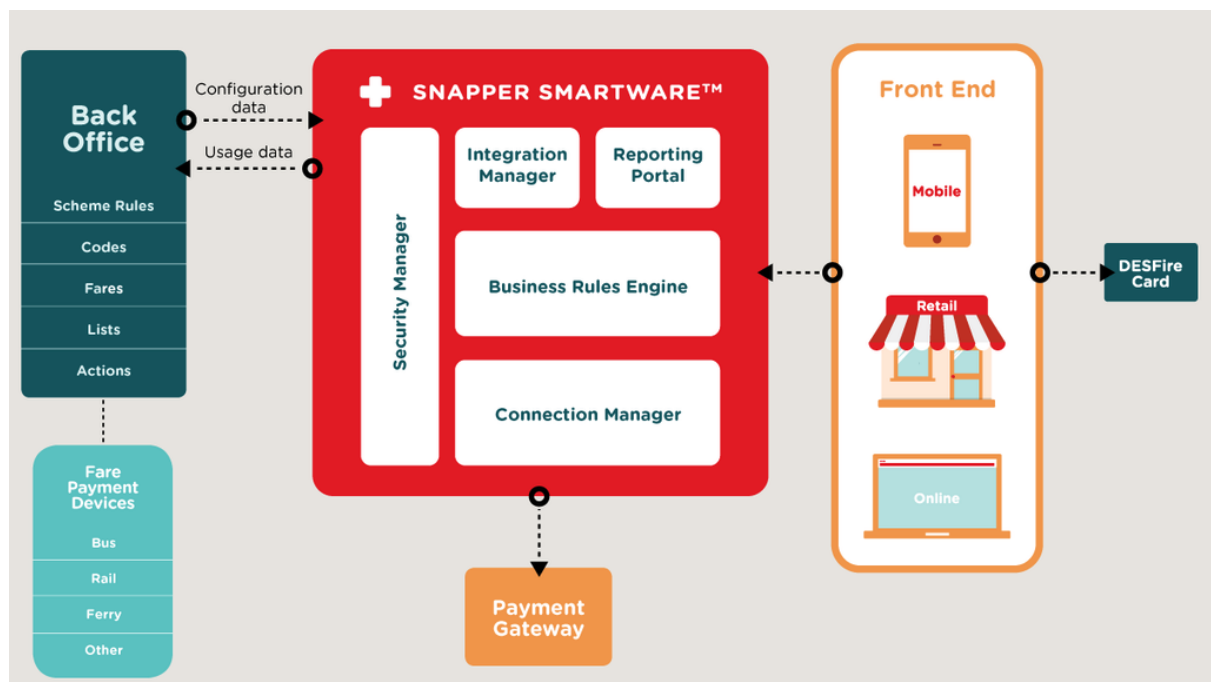 Back
Office
Scheme Rules
Codes
Fares
Lists
Actions
Fare
Payment
Devices
Bus
Rail
Ferry
Other
Configuration
data
Usage data
SNAPPER SMARTWARE™
Security Manager
Integration
Manager
Reporting
Portal
Business Rules Engine
Connection Manager
Payment
Gateway
Front End
Mobile
Retail
Online
DESFire
Card